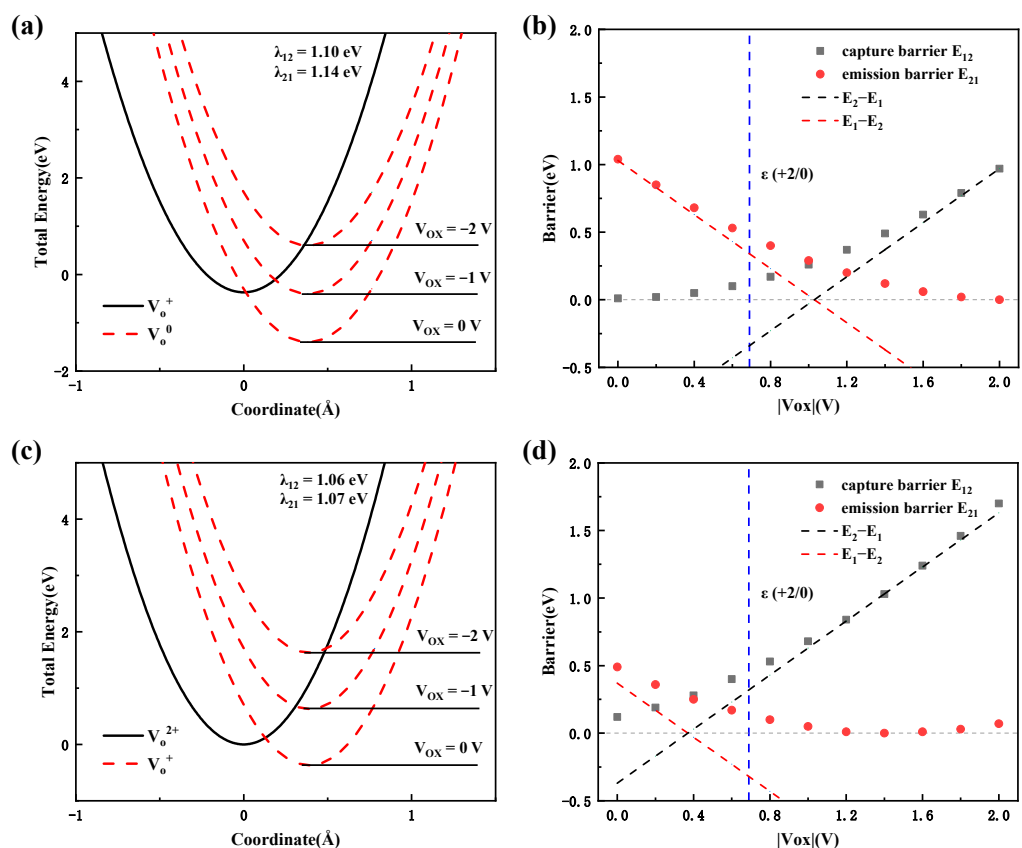 (a)
λ12 = 1.10 eV
λ21 = 1.14 eV
VOX = −2 V
VOX = −1 V
VOX = 0 V
Vo+
Vo0
Total Energy(eV)
4
2
0
-2
-1
0
1
Coordinate(Å)
(b)
capture barrier E12
emission barrier E21
E2−E1
E1−E2
ε (+2/0)
Barrier(eV)
2.0
1.5
1.0
0.5
0.0
-0.5
0.0
0.4
0.8
1.2
1.6
2.0
|Vox|(V)
(c)
λ12 = 1.06 eV
λ21 = 1.07 eV
VOX = −2 V
VOX = −1 V
VOX = 0 V
Vo2+
Vo+
Total Energy(eV)
4
2
0
-1
0
1
Coordinate(Å)
(d)
capture barrier E12
emission barrier E21
E2−E1
E1−E2
ε (+2/0)
Barrier(eV)
2.0
1.5
1.0
0.5
0.0
-0.5
0.0
0.4
0.8
1.2
1.6
2.0
|Vox|(V)